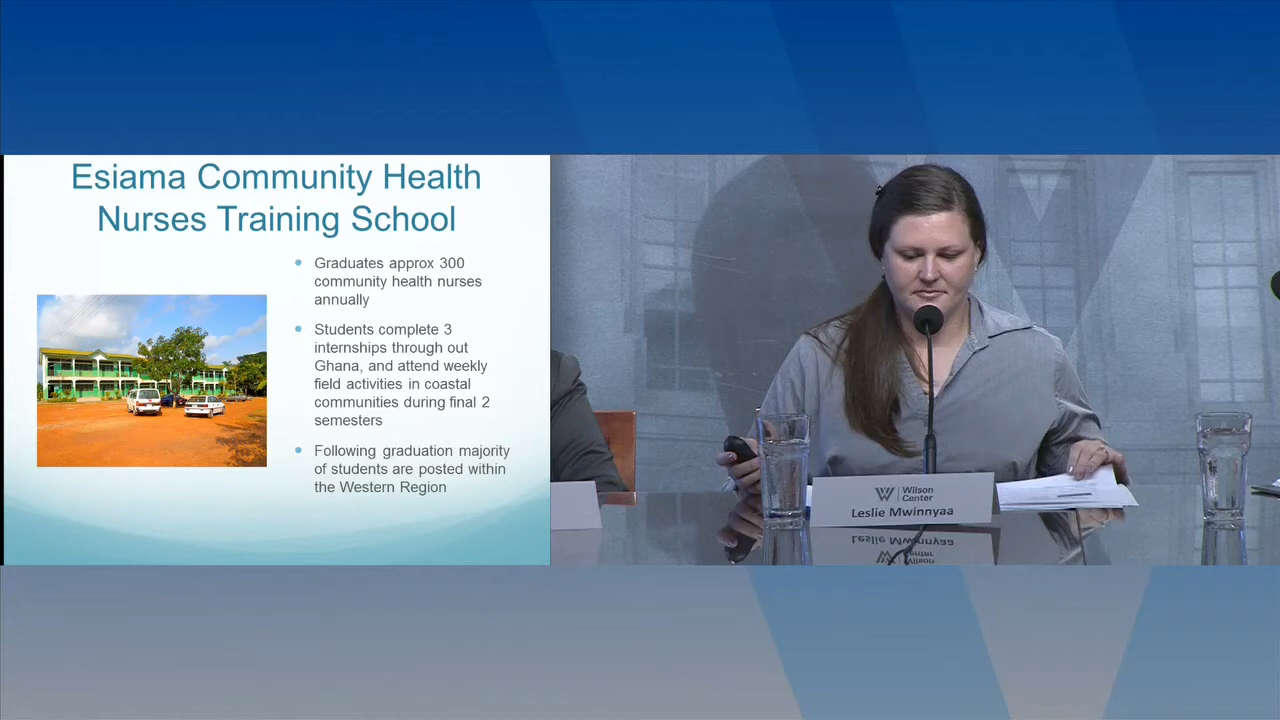 Esiama Community Health
Nurses Training School
Graduates approx 300
community health nurses
annually
Students complete 3
internships through out
Ghana, and attend weekly
field activities in coastal
communities during final 2
semesters
Following graduation majority
of students are posted within
the Western Region
Wilson
Center
Leslie Mwinnyaa